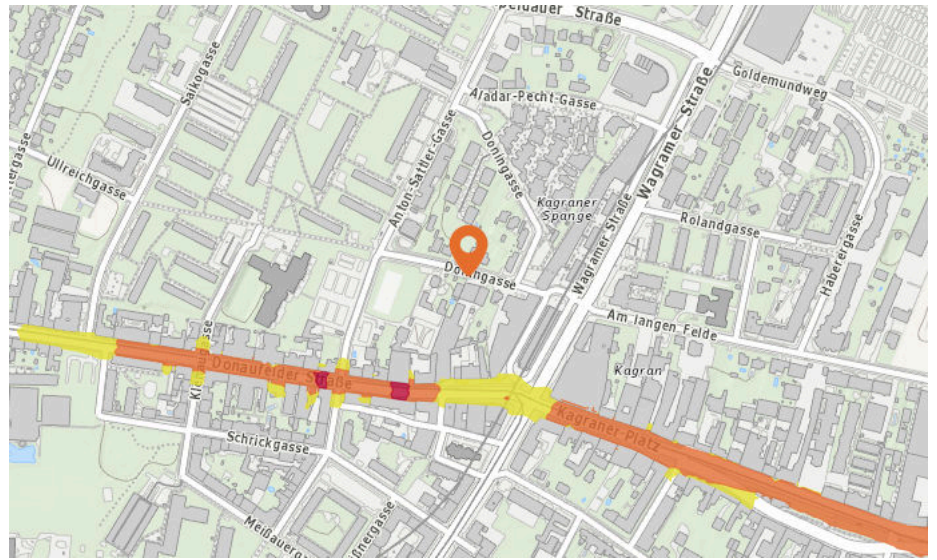 Straße
Goldemundweg
Saikogasse
Aladar-Pecht-Gasse
Wagramer Straße
Doningasse
Anton-Sattler-Gasse
Ullreichgasse
Kagraner
Spange
Rolandgasse
Haberergasse
Wagramer Straße
Doningasse
Am langen Felde
Kagran
Donaufelder Straße
Kagraner Platz
Schrickgasse